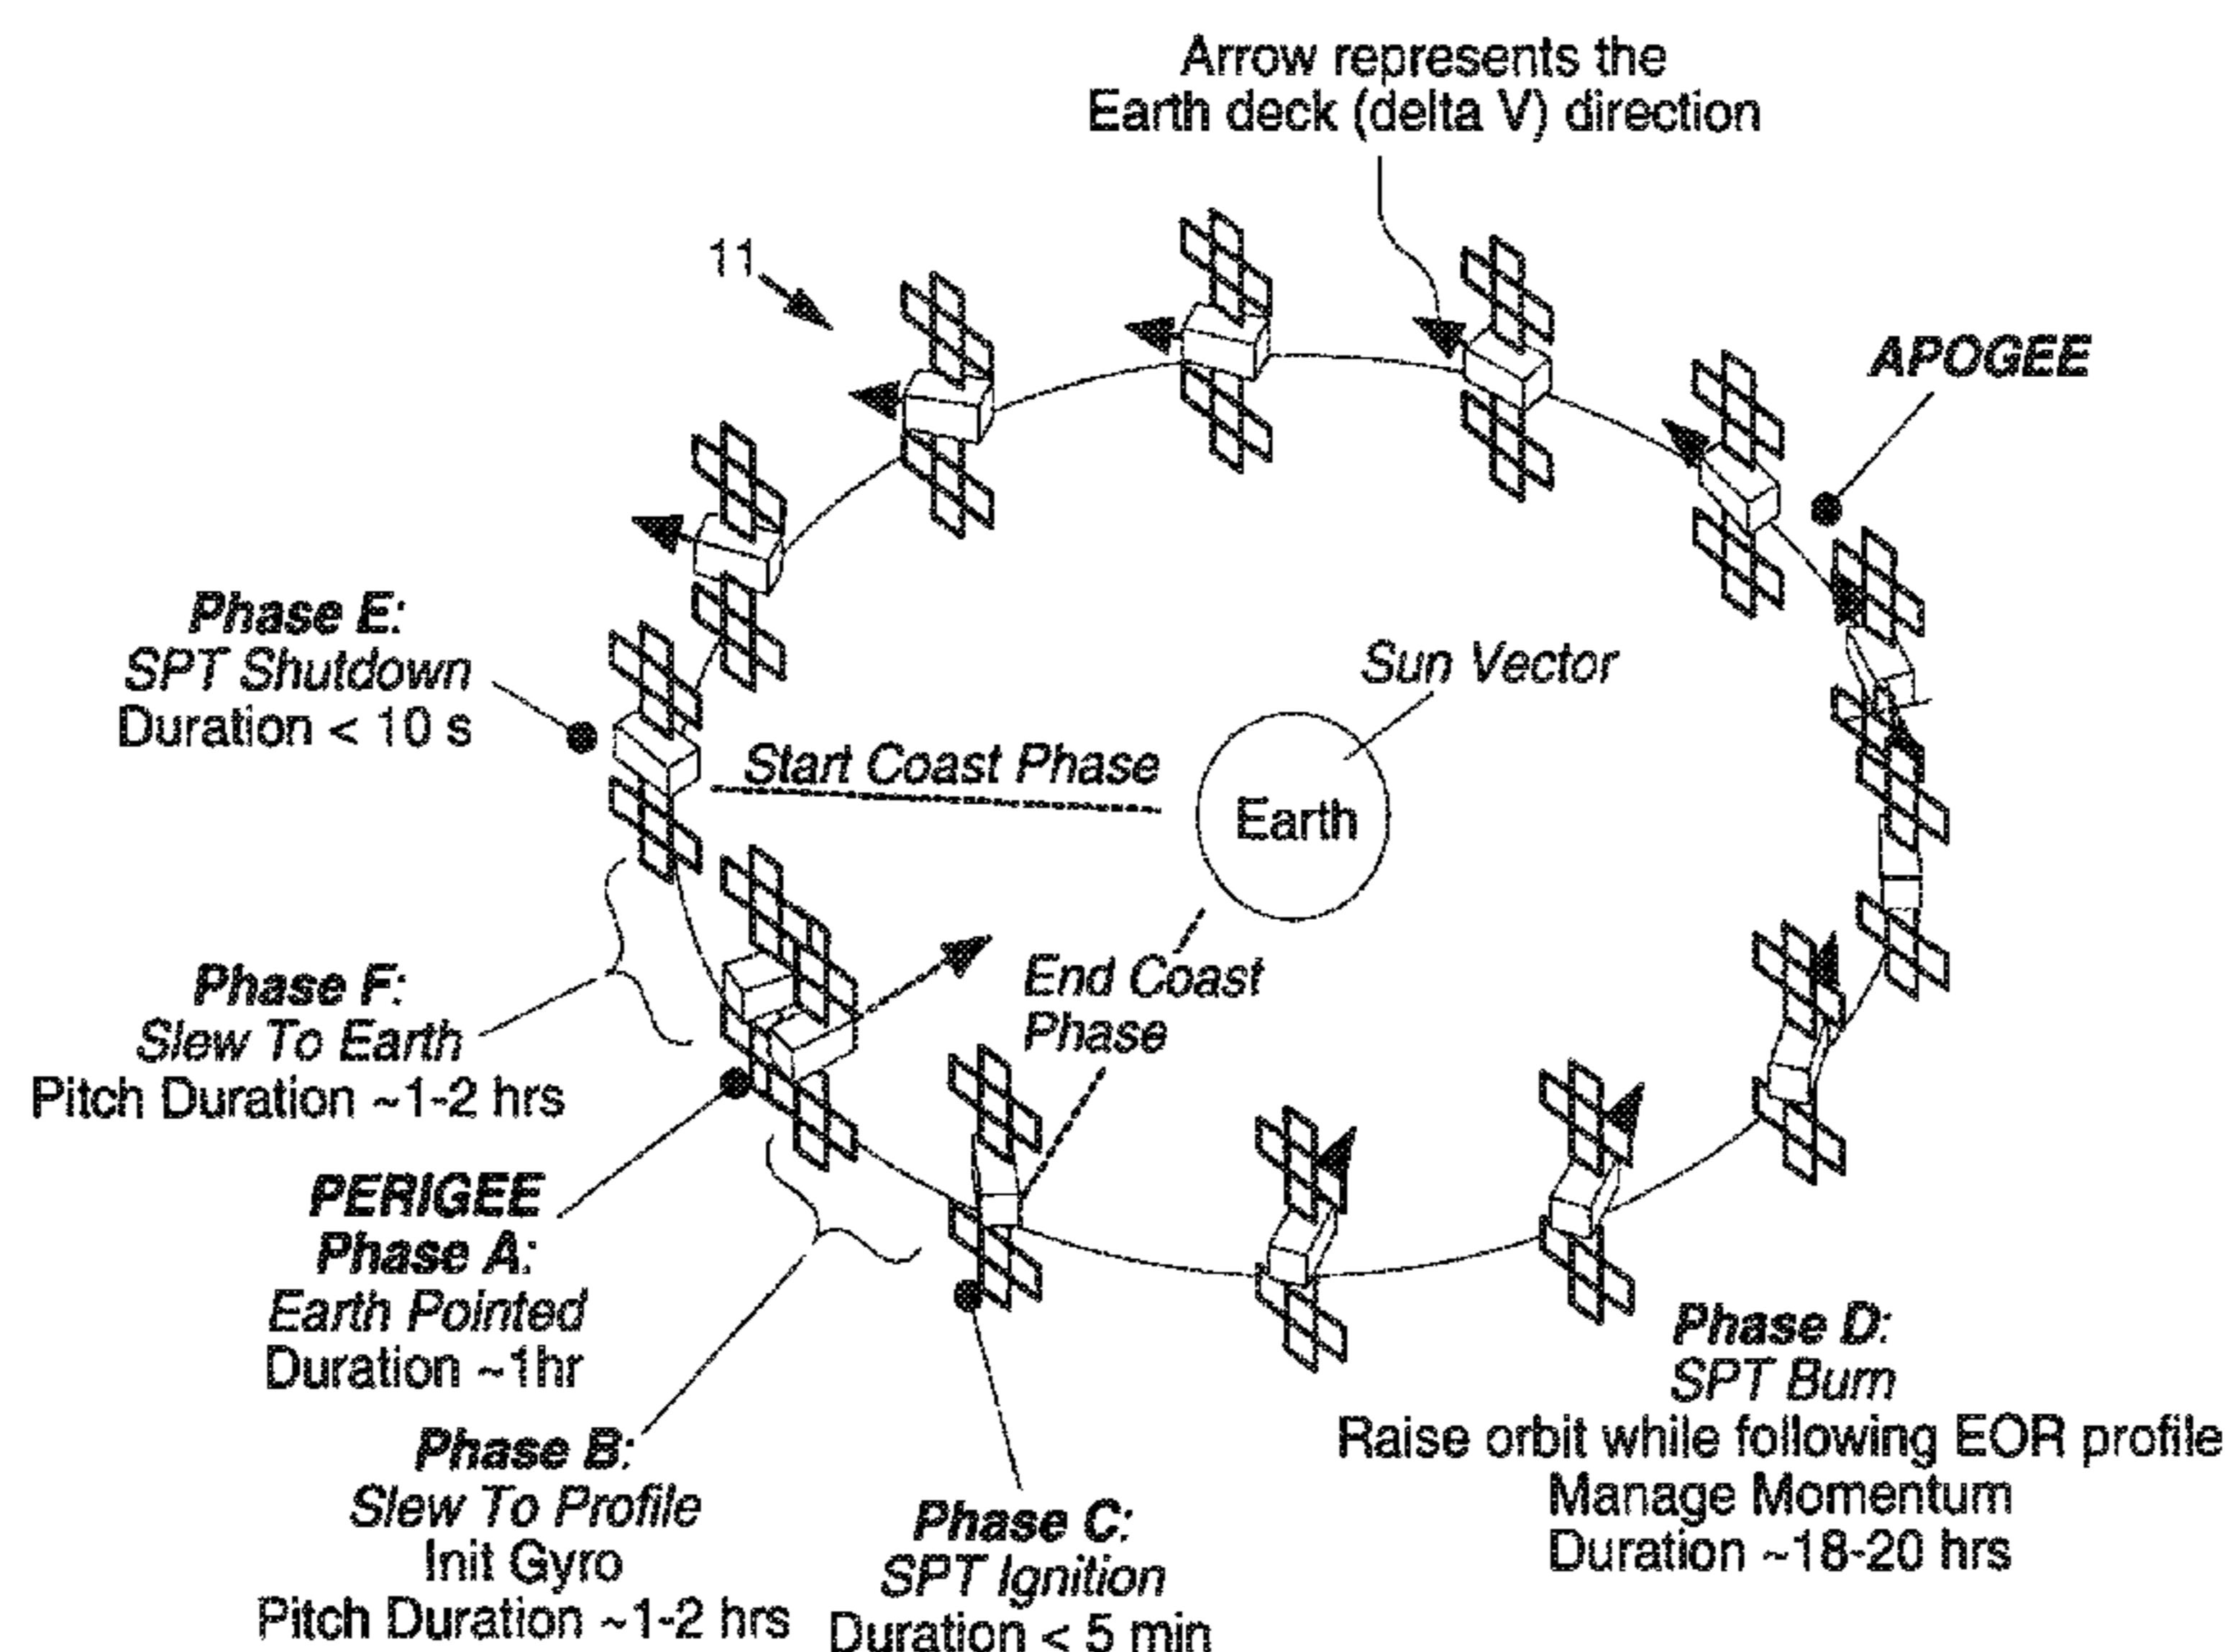 Arrow represents the
Earth deck (delta V) direction
11
APOGEE
Phase E:
SPT Shutdown
Duration < 10 s
Sun Vector
Start Coast Phase
Earth
End Coast
Phase
Phase F:
Slew To Earth
Pitch Duration ~1-2 hrs
PERIGEE
Phase A:
Earth Pointed
Duration ~1hr
Phase B:
Slew To Profile
Init Gyro
Pitch Duration ~1-2 hrs
Phase C:
SPT Ignition
Duration < 5 min
Phase D:
SPT Burn
Raise orbit while following EOR profile
Manage Momentum
Duration ~18-20 hrs